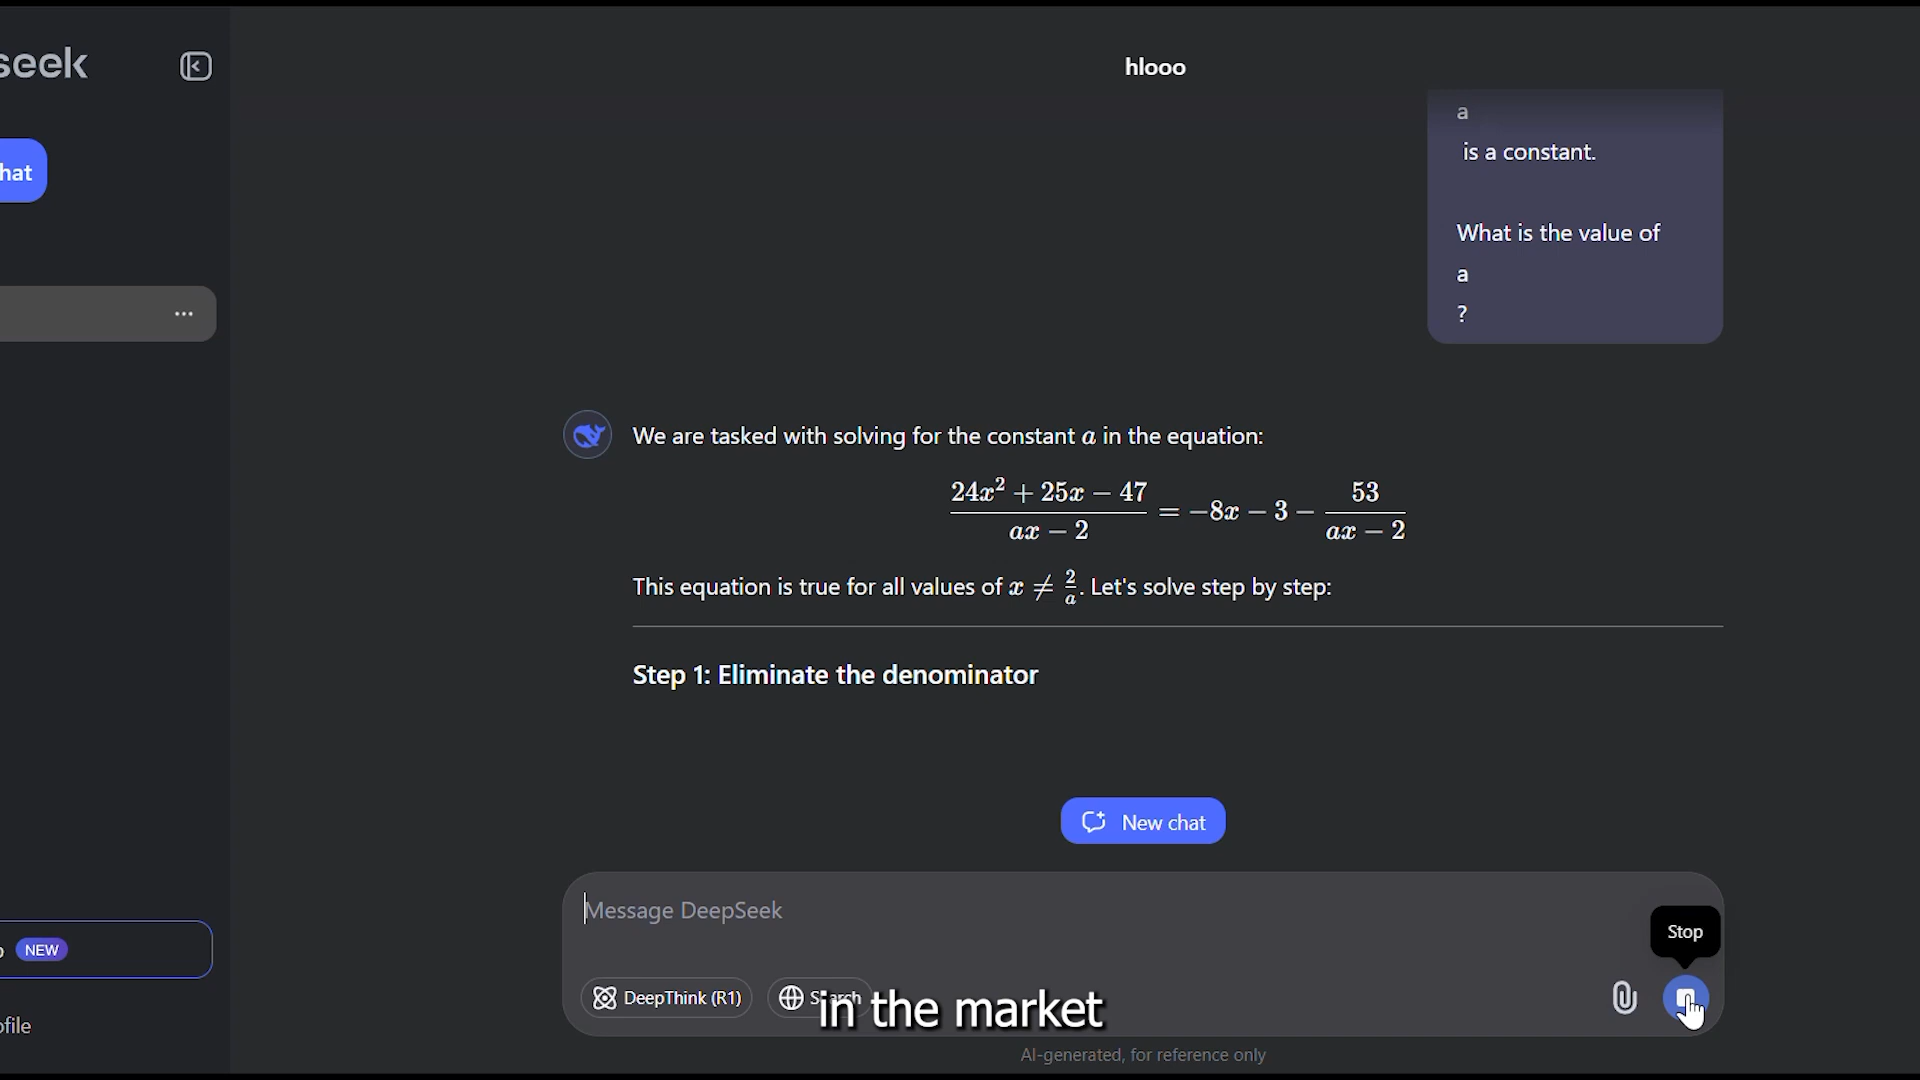 seek
hlooo
hat
a
is a constant.
What is the value of
a
?
We are tasked with solving for the constant a in the equation:
(24x² + 25x − 47)/(ax − 2) = −8x − 3 − 53/(ax − 2)
This equation is true for all values of x ≠ 2/a. Let's solve step by step:
Step 1: Eliminate the denominator
New chat
Message DeepSeek
Stop
NEW
DeepThink (R1)
Search
in the market
ofile
AI-generated, for reference only